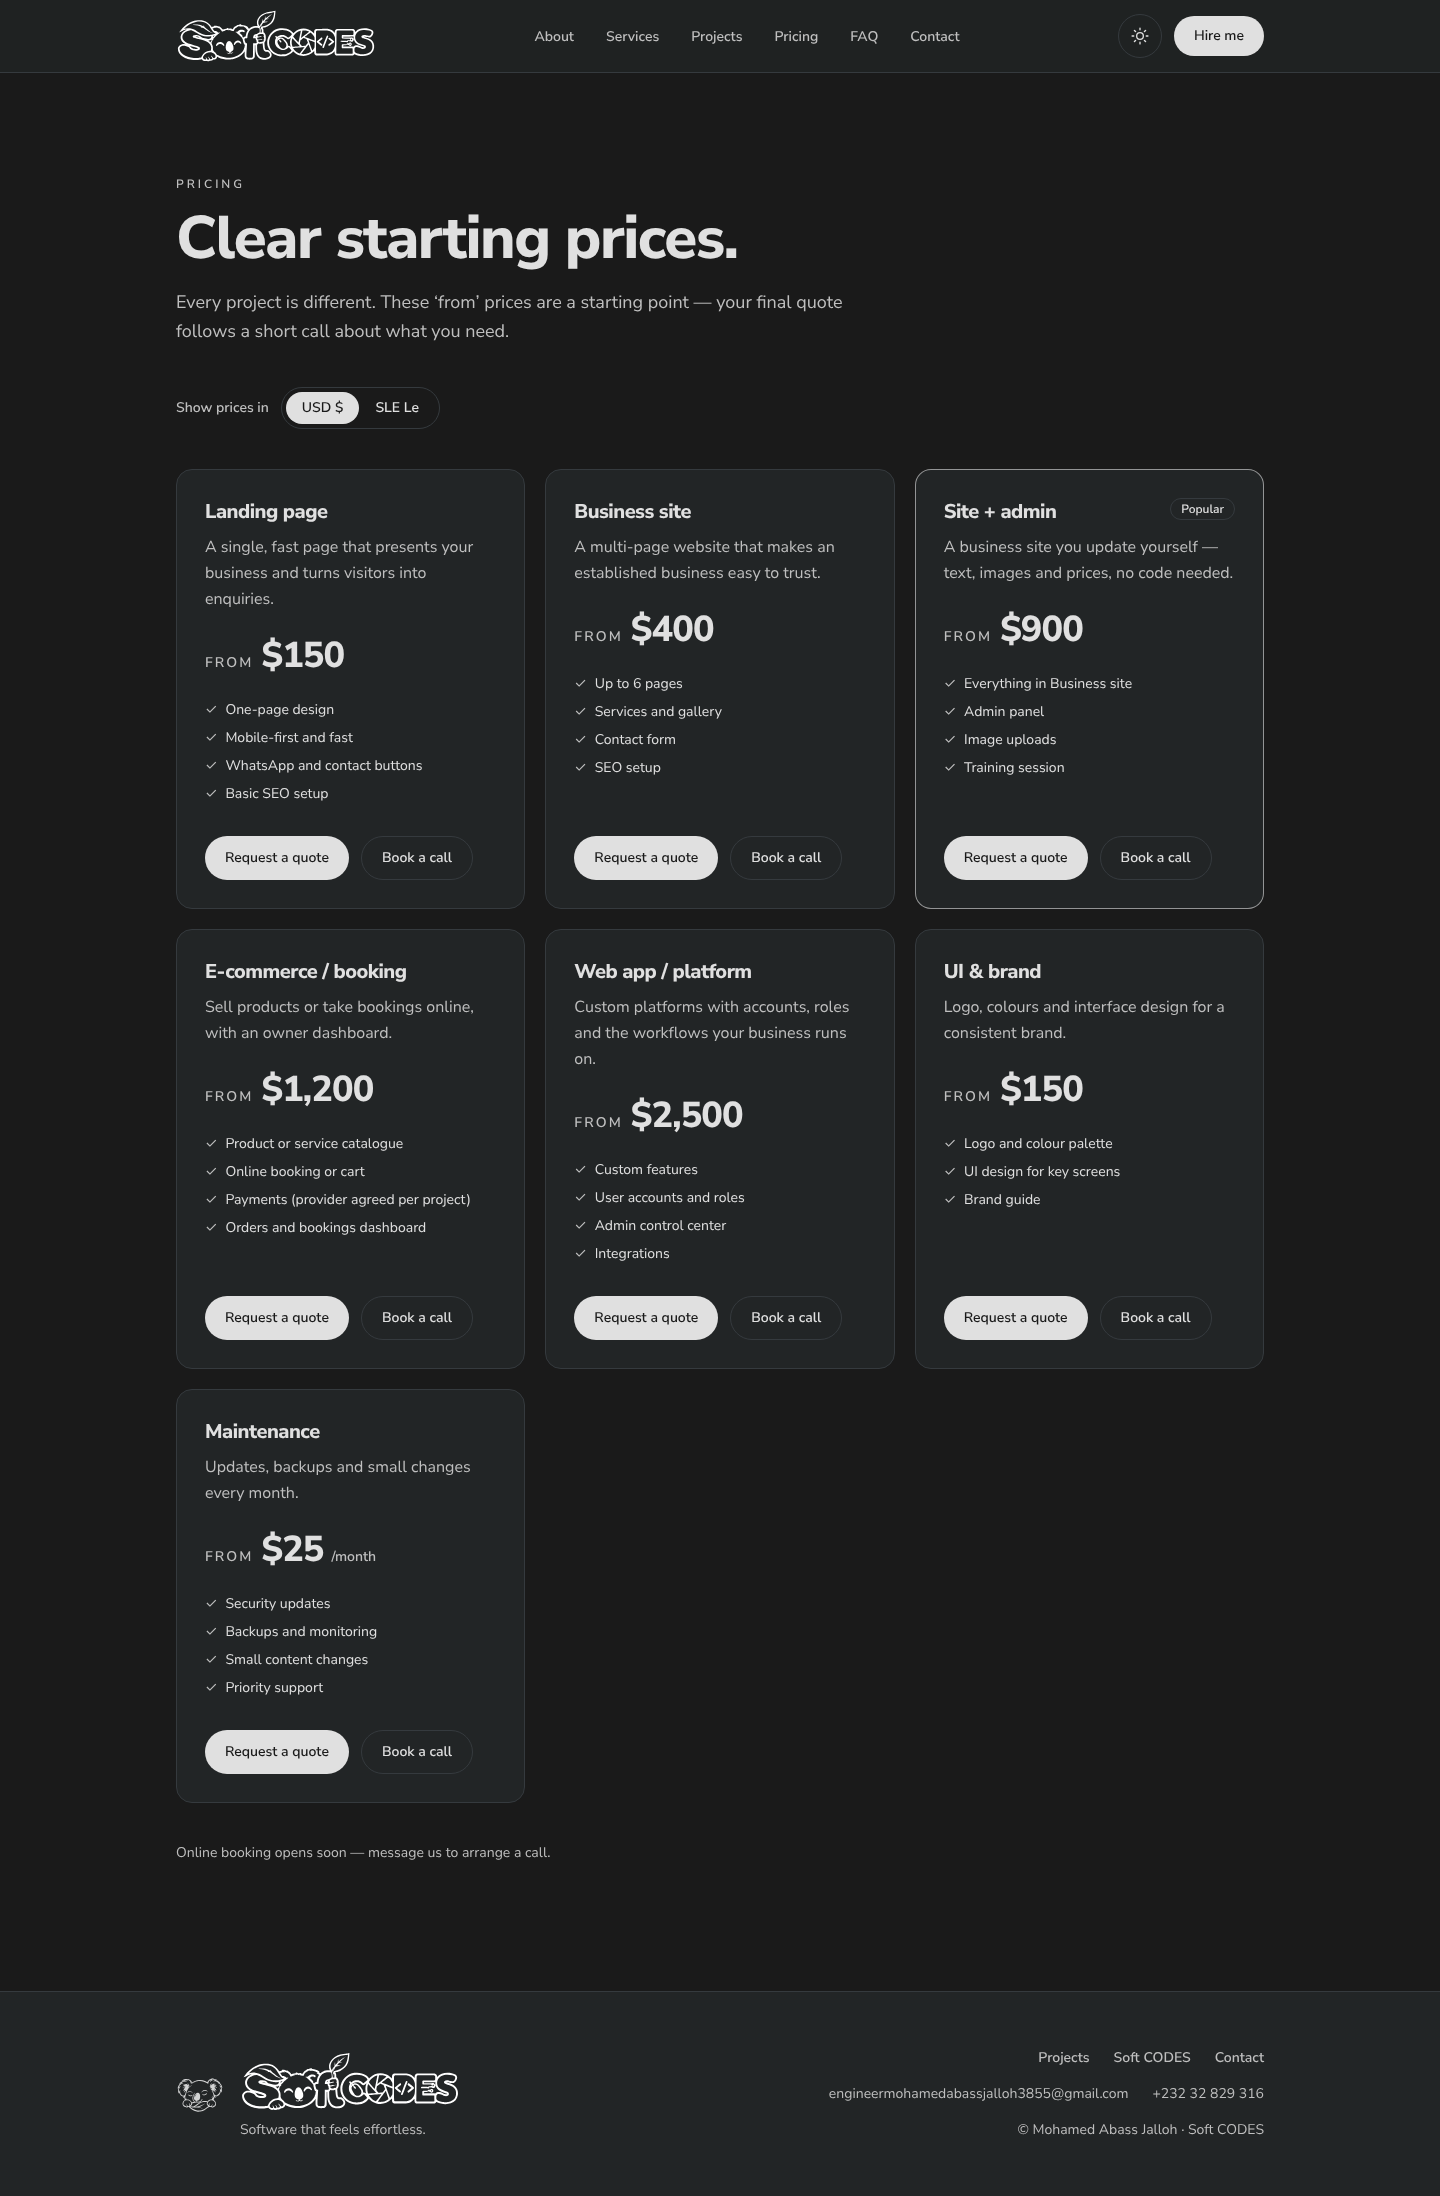 Soft CODES
About Services Projects Pricing FAQ Contact
Hire me
PRICING
Clear starting prices.
Every project is different. These ‘from’ prices are a starting point — your final quote
follows a short call about what you need.
Show prices in USD $ SLE Le
Landing page
A single, fast page that presents your
business and turns visitors into
enquiries.
FROM $150
✓ One-page design
✓ Mobile-first and fast
✓ WhatsApp and contact buttons
✓ Basic SEO setup
Request a quote Book a call
Business site
A multi-page website that makes an
established business easy to trust.
FROM $400
✓ Up to 6 pages
✓ Services and gallery
✓ Contact form
✓ SEO setup
Request a quote Book a call
Site + admin Popular
A business site you update yourself —
text, images and prices, no code needed.
FROM $900
✓ Everything in Business site
✓ Admin panel
✓ Image uploads
✓ Training session
Request a quote Book a call
E-commerce / booking
Sell products or take bookings online,
with an owner dashboard.
FROM $1,200
✓ Product or service catalogue
✓ Online booking or cart
✓ Payments (provider agreed per project)
✓ Orders and bookings dashboard
Request a quote Book a call
Web app / platform
Custom platforms with accounts, roles
and the workflows your business runs
on.
FROM $2,500
✓ Custom features
✓ User accounts and roles
✓ Admin control center
✓ Integrations
Request a quote Book a call
UI & brand
Logo, colours and interface design for a
consistent brand.
FROM $150
✓ Logo and colour palette
✓ UI design for key screens
✓ Brand guide
Request a quote Book a call
Maintenance
Updates, backups and small changes
every month.
FROM $25 /month
✓ Security updates
✓ Backups and monitoring
✓ Small content changes
✓ Priority support
Request a quote Book a call
Online booking opens soon — message us to arrange a call.
Soft CODES
Software that feels effortless.
Projects Soft CODES Contact
engineermohamedabassjalloh3855@gmail.com +232 32 829 316
© Mohamed Abass Jalloh · Soft CODES